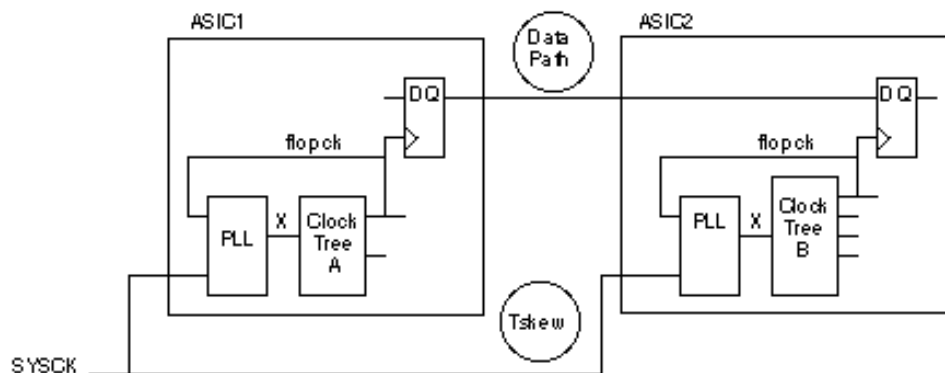 ASIC1
Data
Path
ASIC2
DQ
DQ
flopck
flopck
PLL
X
Clock
Tree
A
PLL
X
Clock
Tree
B
Tskew
SYSCK